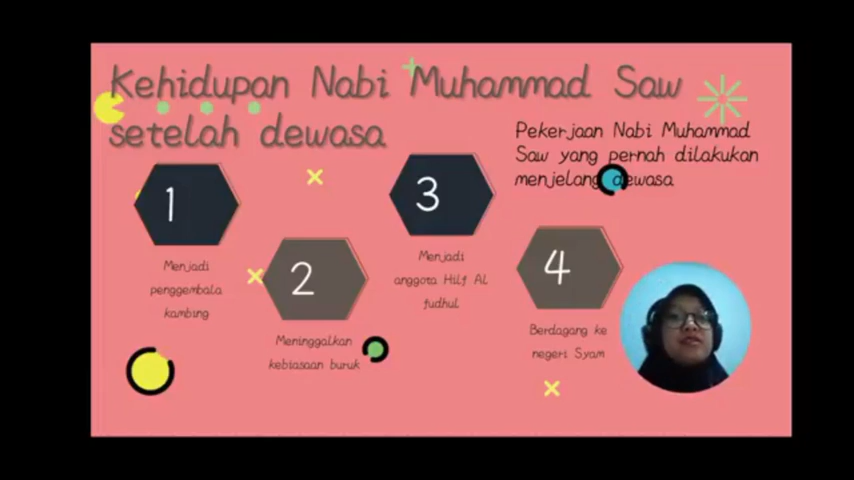 Kehidupan Nabi Muhammad Saw
setelah dewasa
Pekerjaan Nabi Muhammad
Saw yang pernah dilakukan
menjelang dewasa
1
Menjadi
penggembala
kambing
2
Meninggalkan
kebiasaan buruk
3
Menjadi
anggota Hilf Al
fudhul
4
Berdagang ke
negeri Syam